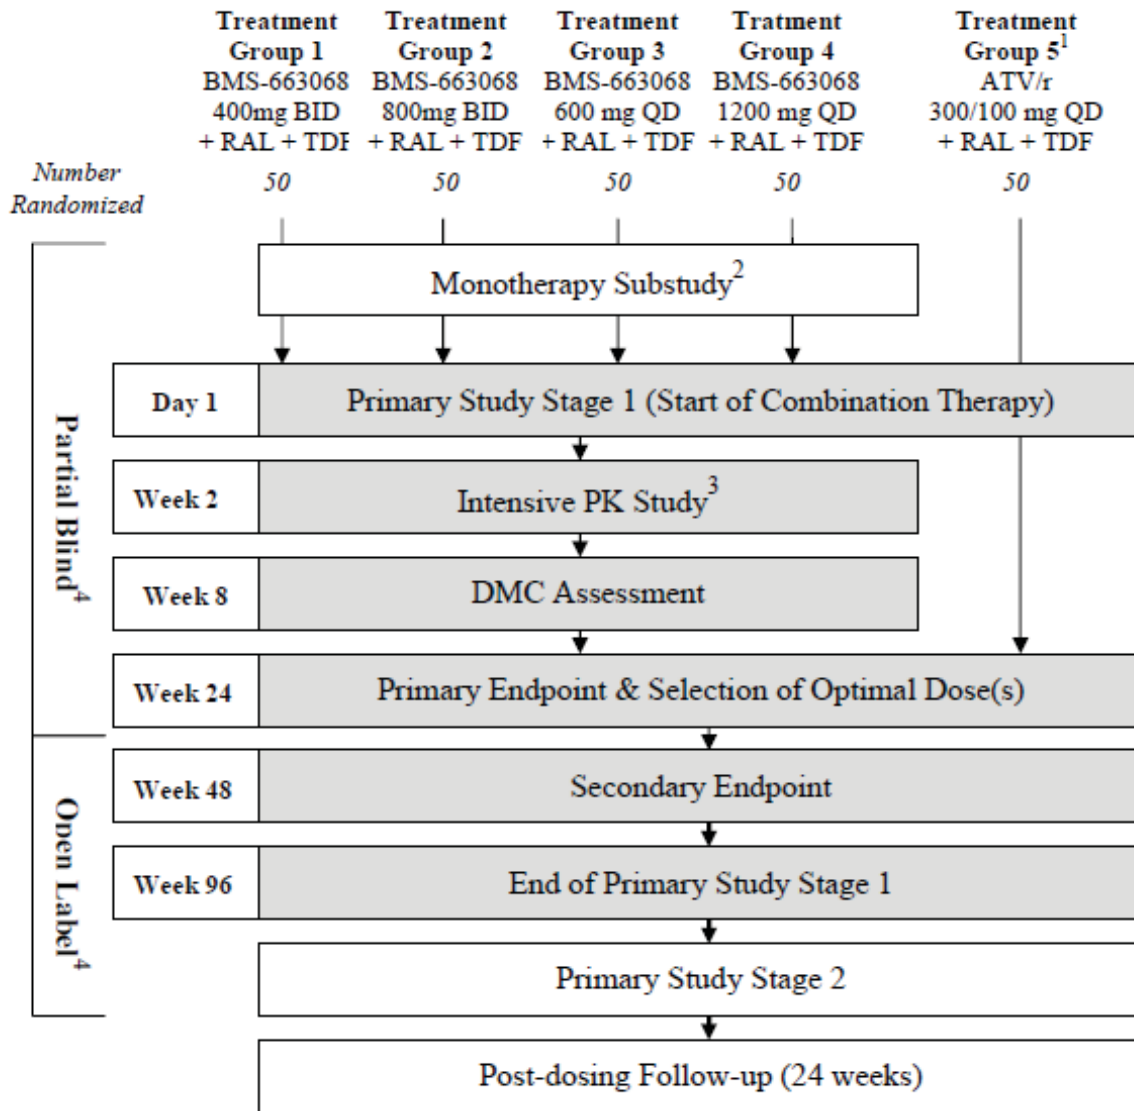 Treatment
Group 1
BMS-663068
400mg BID
+ RAL + TDF
Treatment
Group 2
BMS-663068
800mg BID
+ RAL + TDF
Treatment
Group 3
BMS-663068
600 mg QD
+ RAL + TDF
Tratment
Group 4
BMS-663068
1200 mg QD
+ RAL + TDF
Treatment
Group 5¹
ATV/r
300/100 mg QD
+ RAL + TDF
Number
Randomized
50
50
50
50
50
Monotherapy Substudy²
Partial Blind⁴
Day 1
Primary Study Stage 1 (Start of Combination Therapy)
Week 2
Intensive PK Study³
Week 8
DMC Assessment
Week 24
Primary Endpoint & Selection of Optimal Dose(s)
Open Label⁴
Week 48
Secondary Endpoint
Week 96
End of Primary Study Stage 1
Primary Study Stage 2
Post-dosing Follow-up (24 weeks)